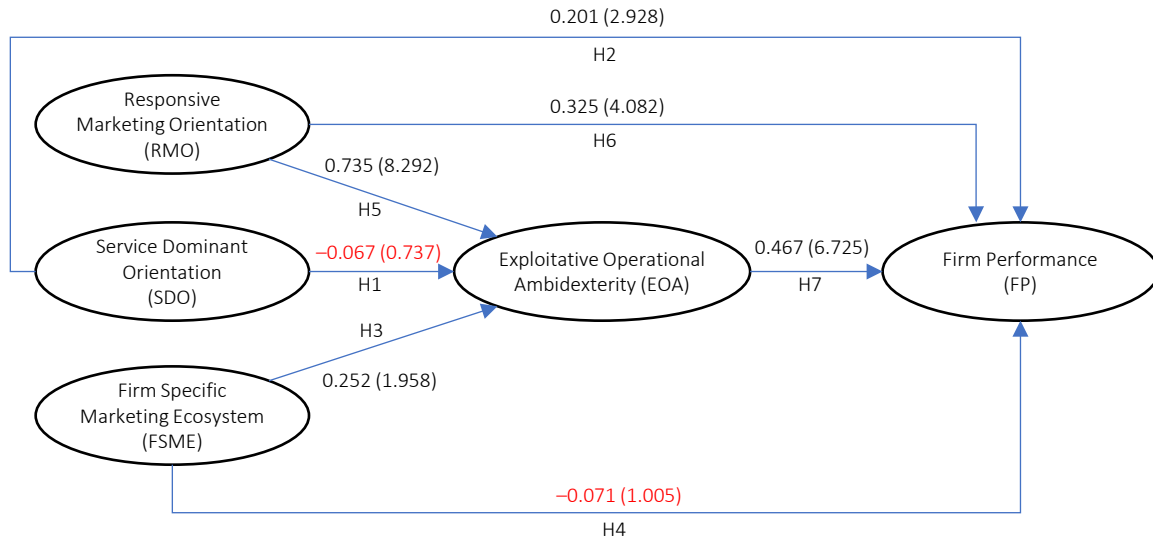 0.201 (2.928)
H2
Responsive
Marketing Orientation
(RMO)
0.325 (4.082)
H6
0.735 (8.292)
H5
Service Dominant
Orientation
(SDO)
–0.067 (0.737)
H1
Exploitative Operational
Ambidexterity (EOA)
0.467 (6.725)
H7
Firm Performance
(FP)
H3
0.252 (1.958)
Firm Specific
Marketing Ecosystem
(FSME)
–0.071 (1.005)
H4